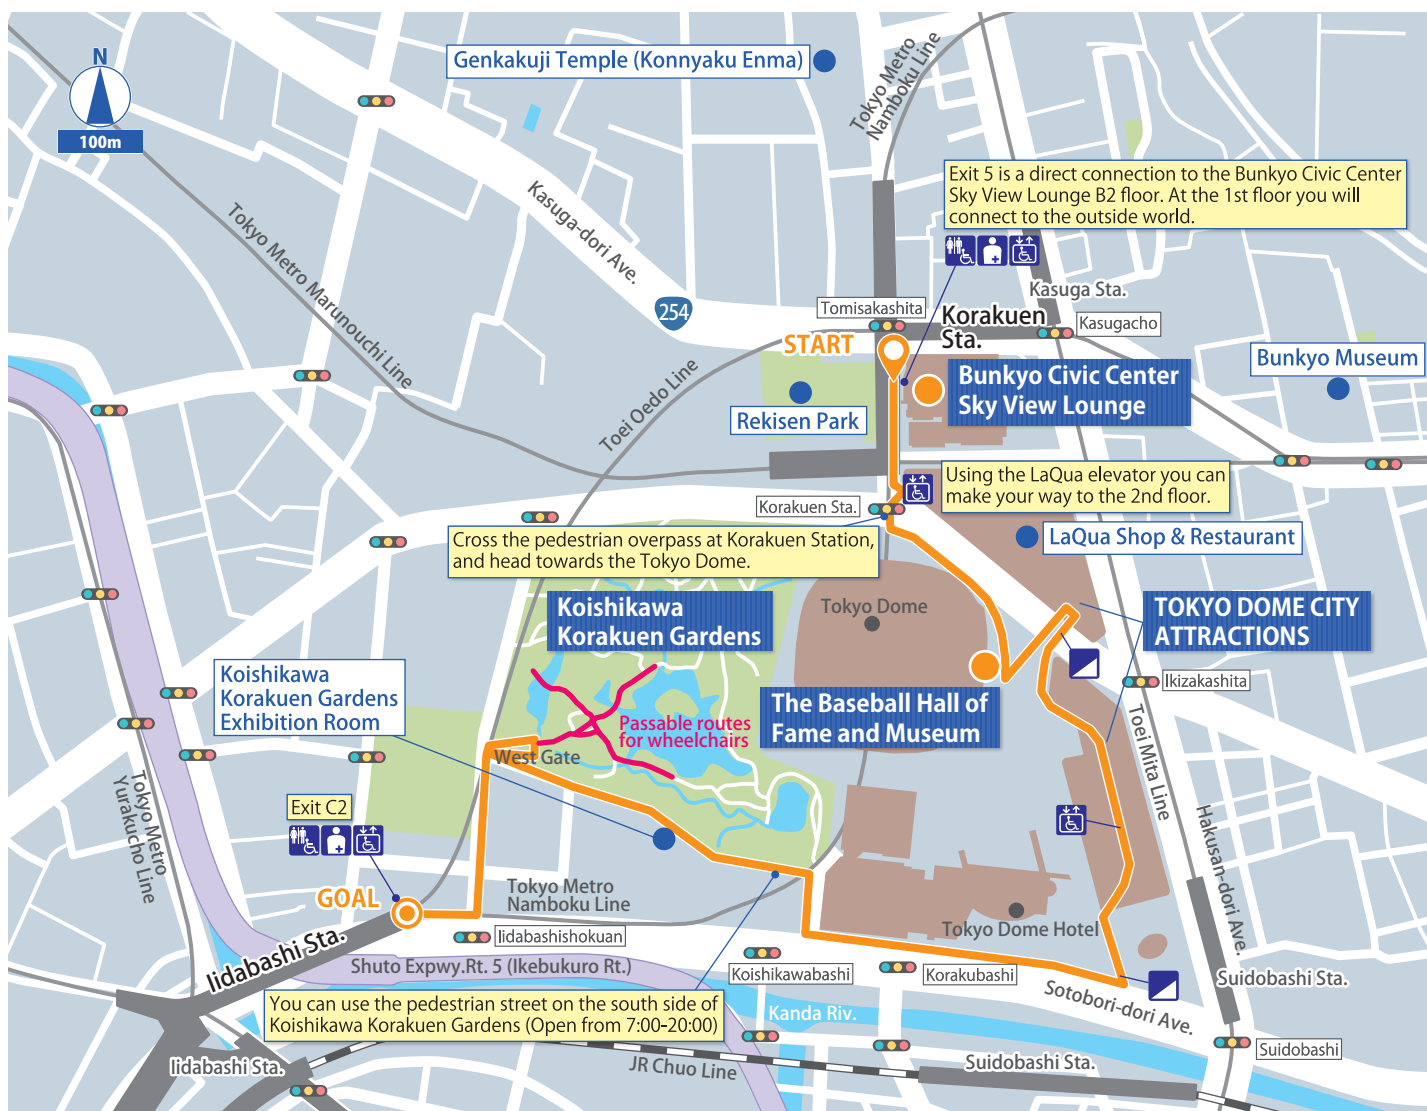 N
100m
Genkakuji Temple (Konnyaku Enma)
Tokyo Metro
Namboku Line
Exit 5 is a direct connection to the Bunkyo Civic Center
Sky View Lounge B2 floor. At the 1st floor you will
connect to the outside world.
Kasuga-dori Ave.
Tokyo Metro Marunouchi Line
254
Tomisakashita
Kasuga Sta.
Korakuen
Sta.
Kasugacho
START
Bunkyo Museum
Bunkyo Civic Center
Sky View Lounge
Toei Oedo Line
Rekisen Park
Using the LaQua elevator you can
make your way to the 2nd floor.
Korakuen Sta.
Cross the pedestrian overpass at Korakuen Station,
and head towards the Tokyo Dome.
LaQua Shop & Restaurant
Koishikawa
Korakuen Gardens
Tokyo Dome
TOKYO DOME CITY
ATTRACTIONS
Koishikawa
Korakuen Gardens
Exhibition Room
Ikizakashita
The Baseball Hall of
Fame and Museum
Passable routes
for wheelchairs
West Gate
Toei Mita Line
Tokyo Metro
Yurakucho Line
Exit C2
Hakusan-dori Ave.
GOAL
Tokyo Metro
Namboku Line
Tokyo Dome Hotel
Iidabashi Sta.
Iidabashishokuan
Shuto Expwy.Rt. 5 (Ikebukuro Rt.)
Koishikawabashi
Korakubashi
Suidobashi Sta.
Sotobori-dori Ave.
You can use the pedestrian street on the south side of
Koishikawa Korakuen Gardens (Open from 7:00-20:00)
Kanda Riv.
Suidobashi
Iidabashi Sta.
JR Chuo Line
Suidobashi Sta.